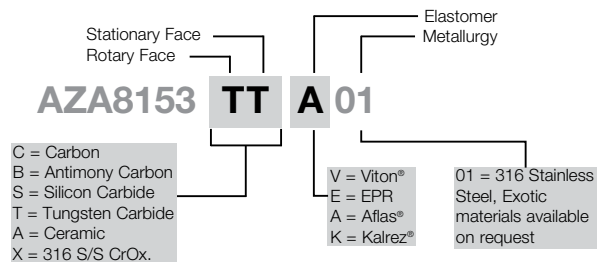 Stationary Face
Rotary Face
Elastomer
Metallurgy
AZA8153 TT A 01
C = Carbon
B = Antimony Carbon
S = Silicon Carbide
T = Tungsten Carbide
A = Ceramic
X = 316 S/S CrOx.
V = Viton®
E = EPR
A = Aflas®
K = Kalrez®
01 = 316 Stainless
Steel, Exotic
materials available
on request